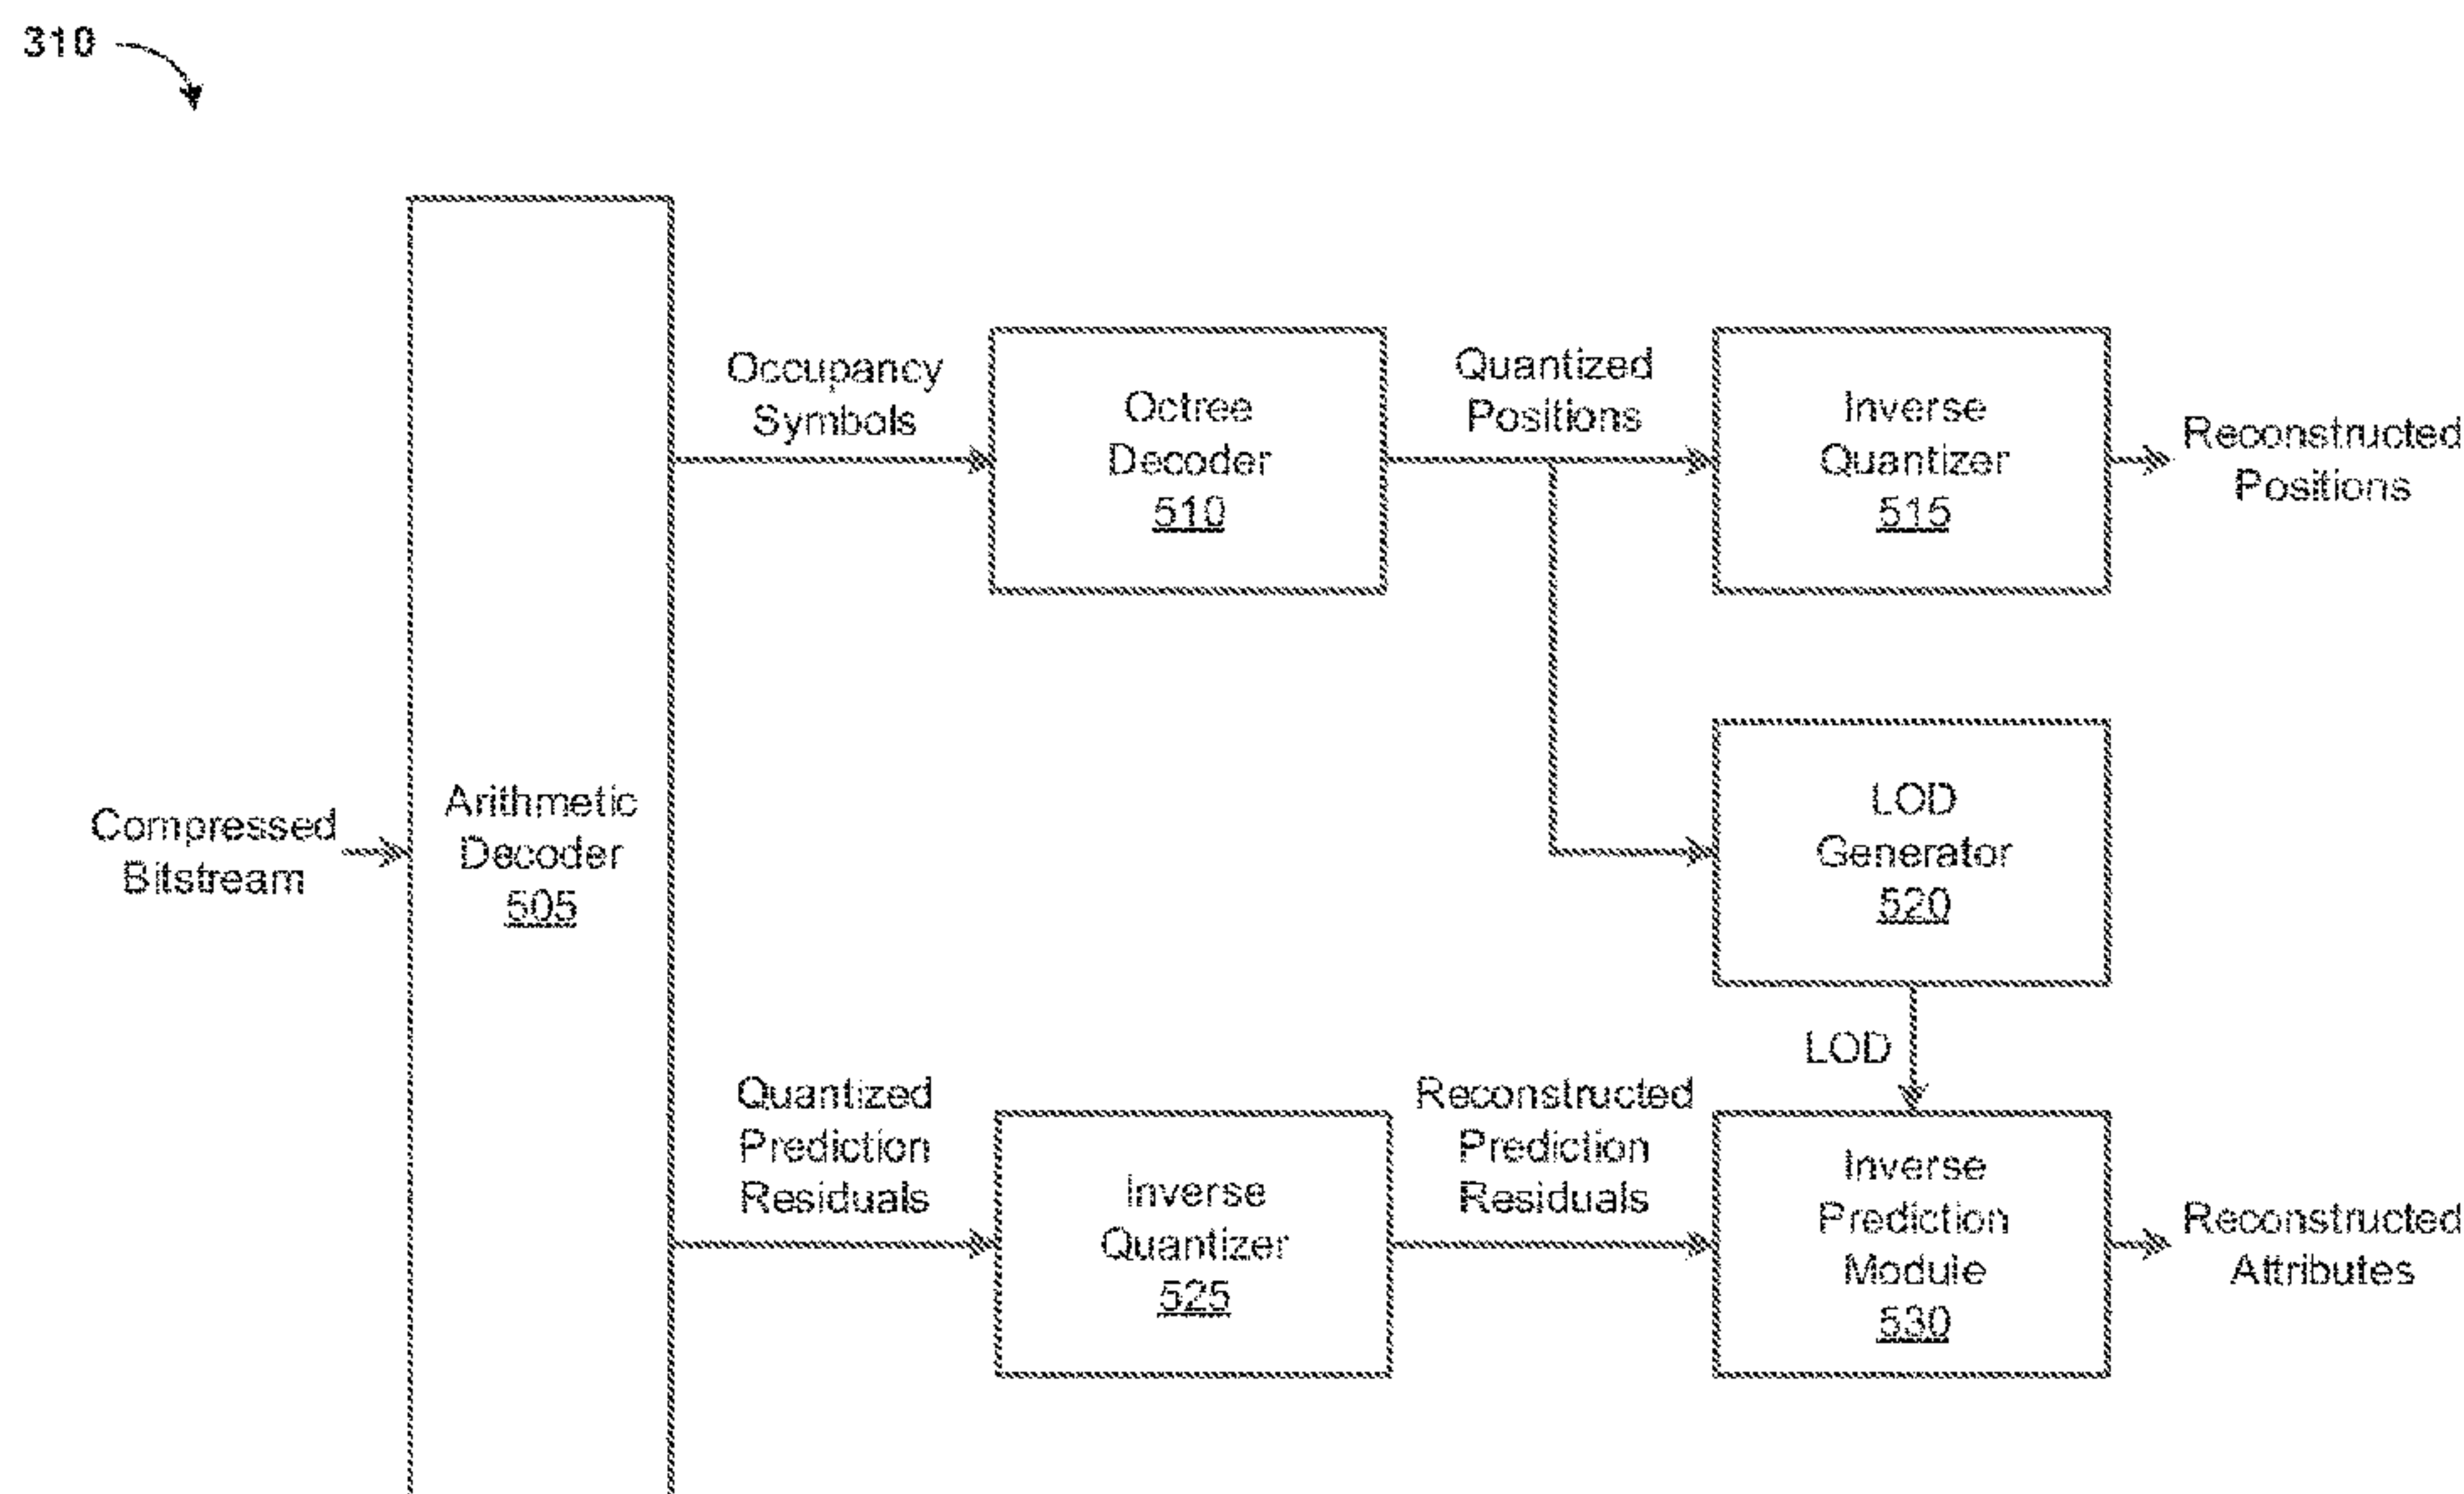 310
Occupancy
Symbols
Octree
Decoder
510
Quantized
Positions
Inverse
Quantizer
515
Reconstructed
Positions
Compressed
Bitstream
Arithmetic
Decoder
505
LOD
Generator
520
LOD
Quantized
Prediction
Residuals
Inverse
Quantizer
525
Reconstructed
Prediction
Residuals
Inverse
Prediction
Module
530
Reconstructed
Attributes